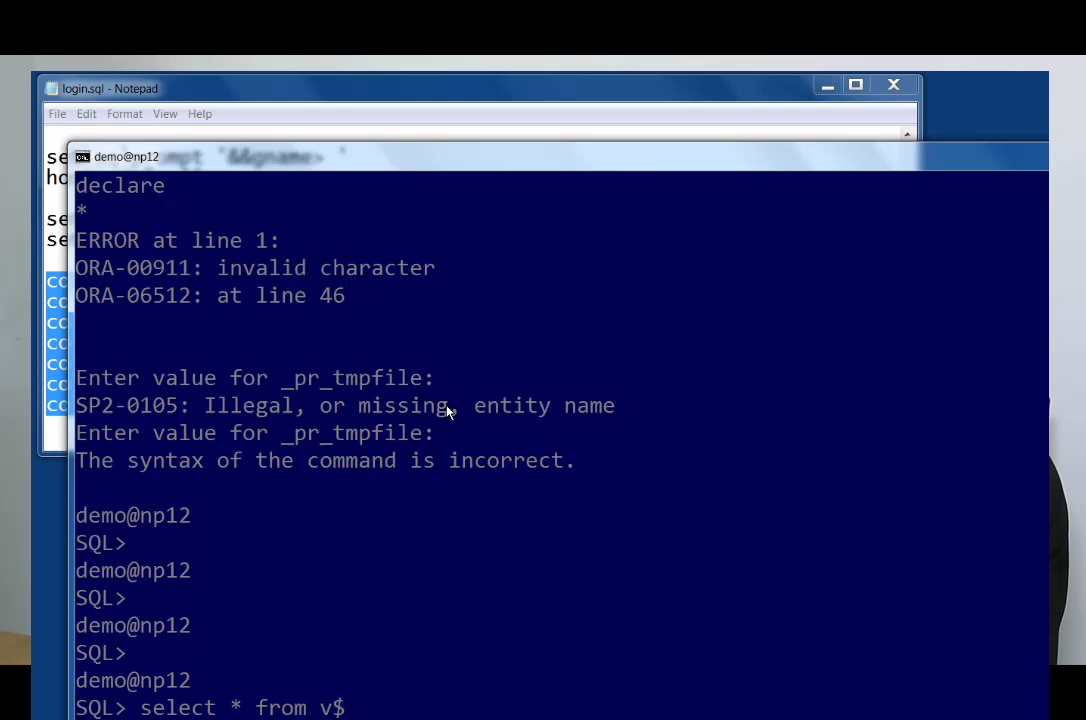 login.sql - Notepad
File Edit Format View Help
demo@np12
declare
*
ERROR at line 1:
ORA-00911: invalid character
ORA-06512: at line 46
Enter value for _pr_tmpfile:
SP2-0105: Illegal, or missing, entity name
Enter value for _pr_tmpfile:
The syntax of the command is incorrect.
demo@np12
SQL>
demo@np12
SQL>
demo@np12
SQL>
demo@np12
SQL> select * from v$